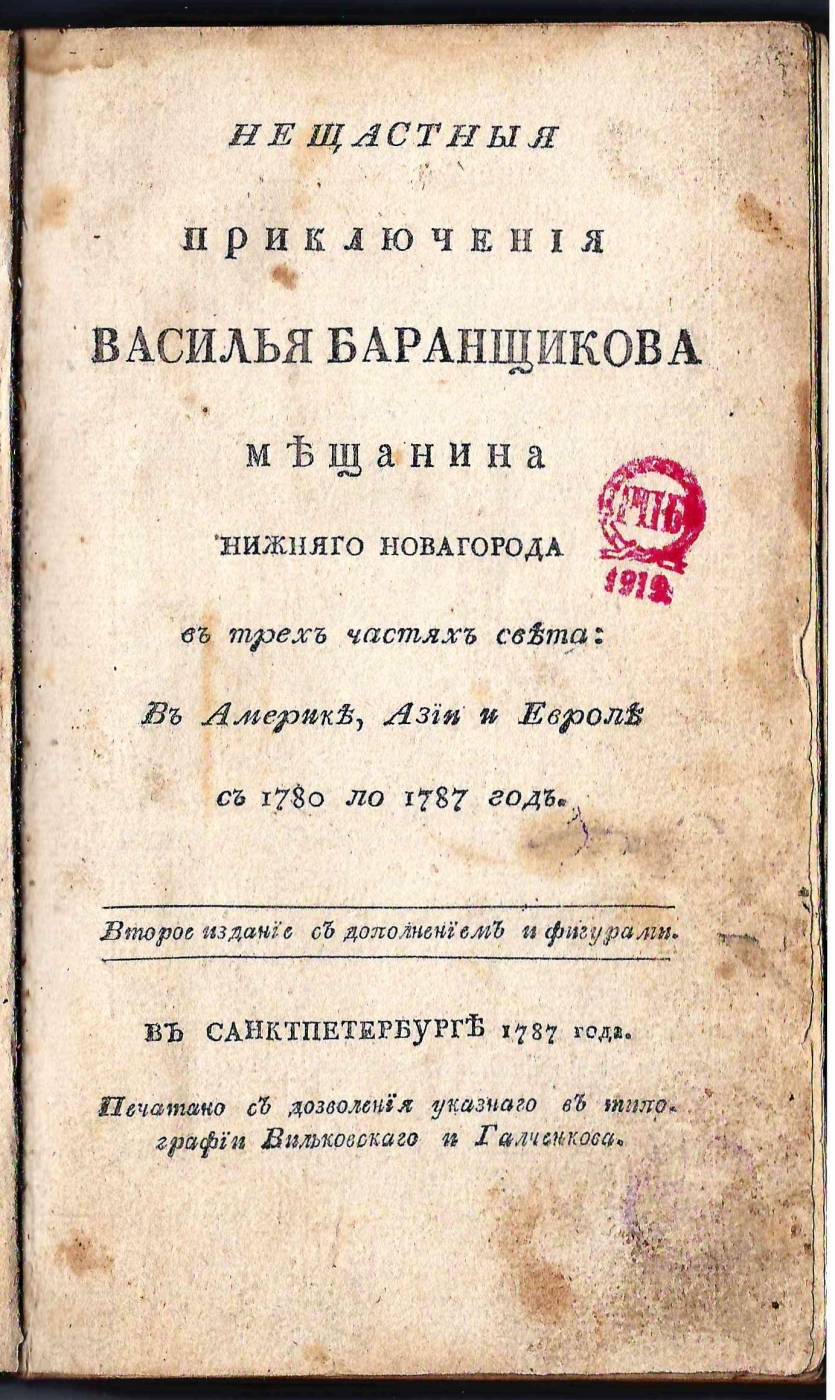 НЕЩАСТНЫЯ
ПРИКЛЮЧЕНІЯ
ВАСИЛЬЯ БАРАНЩИКОВА
мѣщанина
НИЖНЯГО НОВАГОРОДА
въ трехъ частяхъ свѣта:
Въ Америкѣ, Азіи и Европѣ
съ 1780 по 1787 годъ.
Второе изданіе съ дополненіемъ и фигурами.
ВЪ САНКТПЕТЕРБУРГѢ 1787 года.
Печатано съ дозволенія указнаго въ типо-
графіи Вильковскаго и Галченкова.
1919